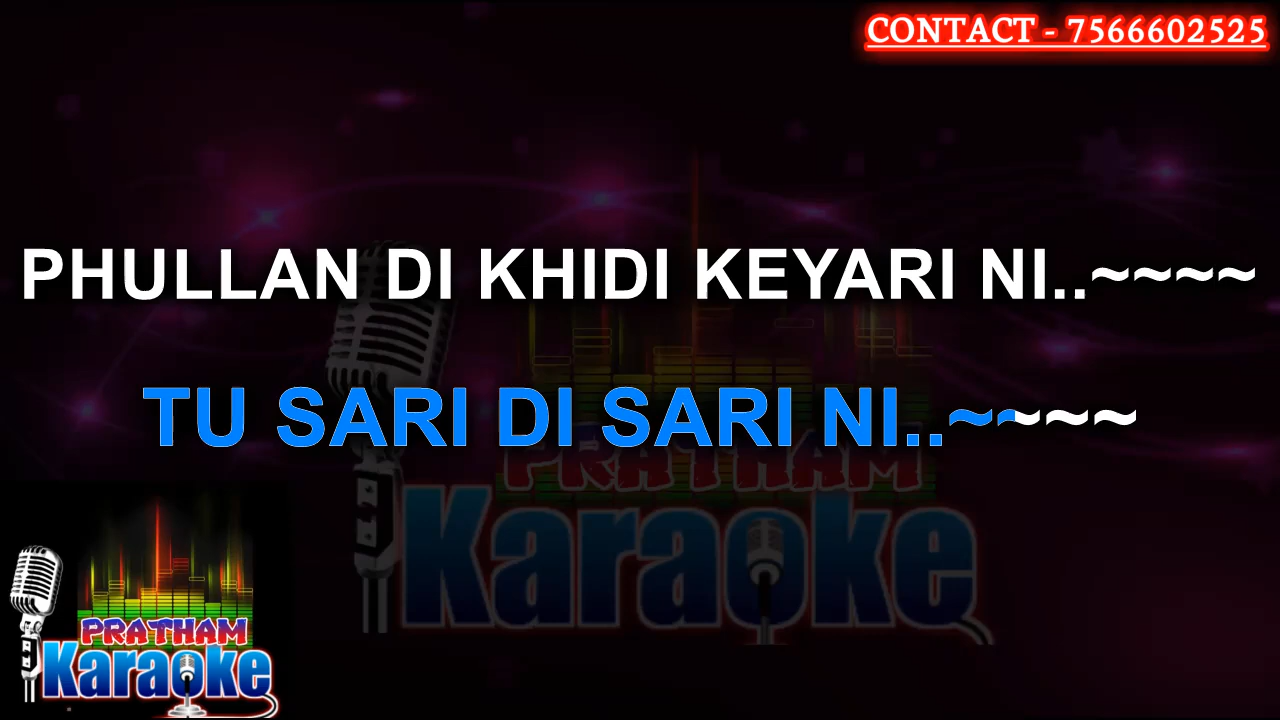 CONTACT - 7566602525
PHULLAN DI KHIDI KEYARI NI..~~~~
TU SARI DI SARI NI..~~~~
PRATHAM
Karaoke
PRATHAM
Karaoke